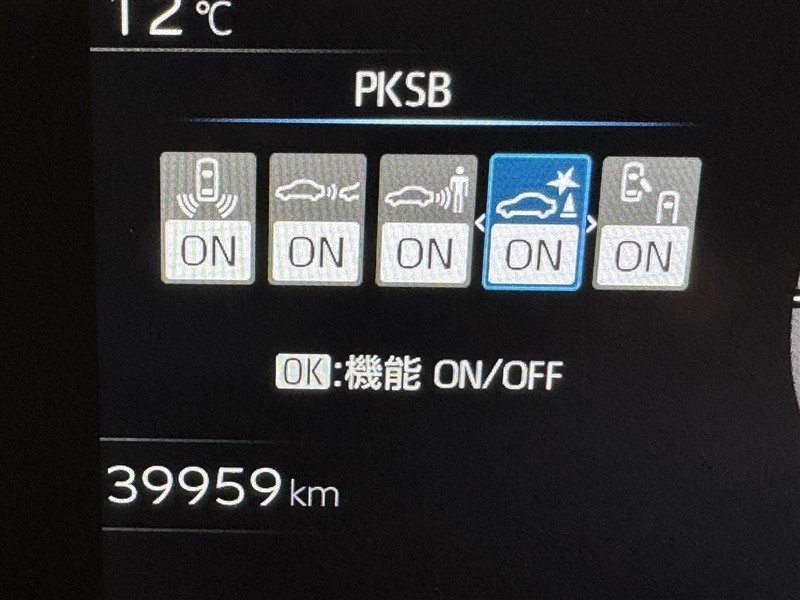 12℃
PKSB
ON ON ON ON ON
OK:機能 ON/OFF
39959km